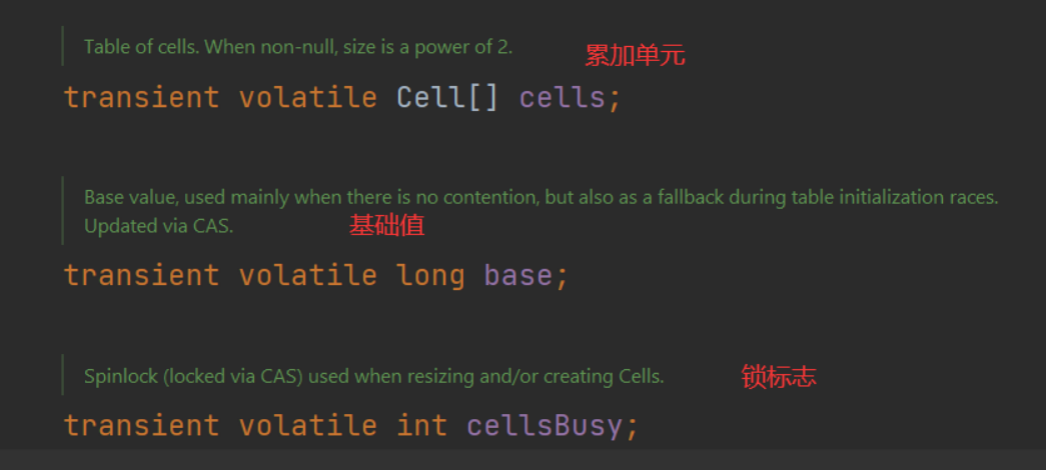 Table of cells. When non-null, size is a power of 2.
累加单元
transient volatile Cell[] cells;
Base value, used mainly when there is no contention, but also as a fallback during table initialization races.
Updated via CAS.
基础值
transient volatile long base;
Spinlock (locked via CAS) used when resizing and/or creating Cells.
锁标志
transient volatile int cellsBusy;